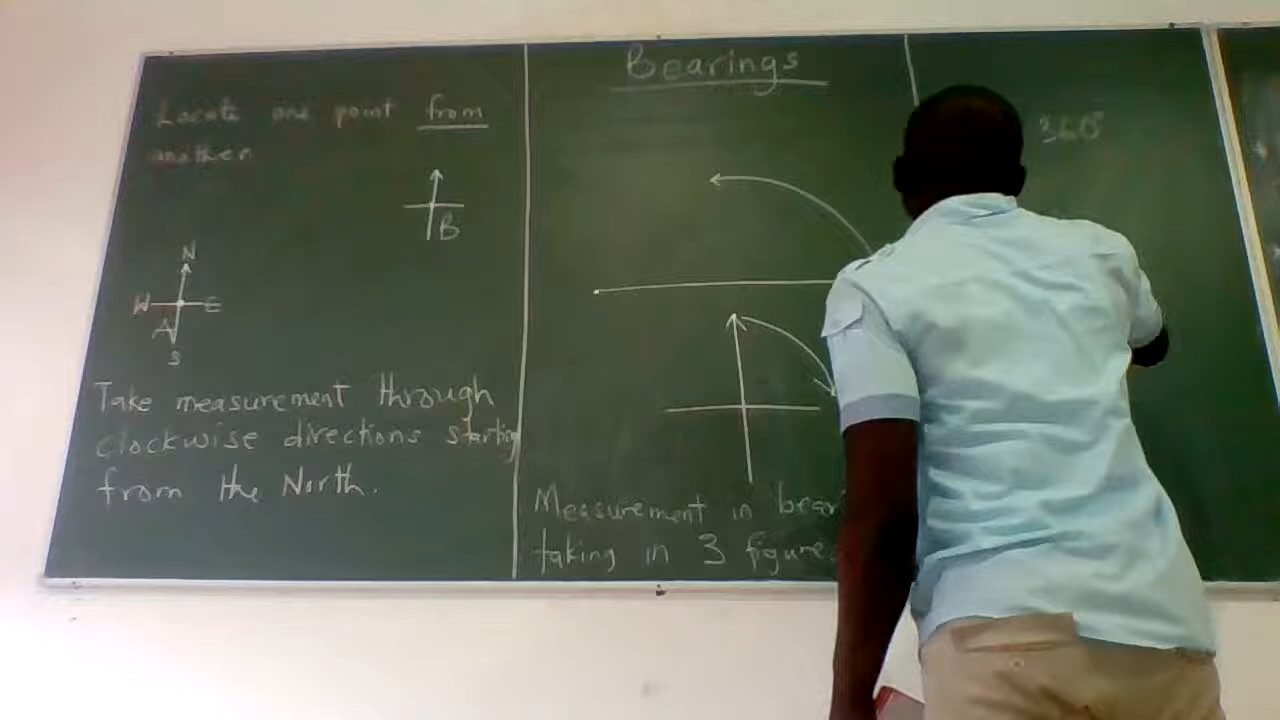 Bearings
Locate one point from
another
B
N
W E
A
S
Take measurement through
clockwise directions starting
from the North.
Measurement in bear
taking in 3 figure
360°